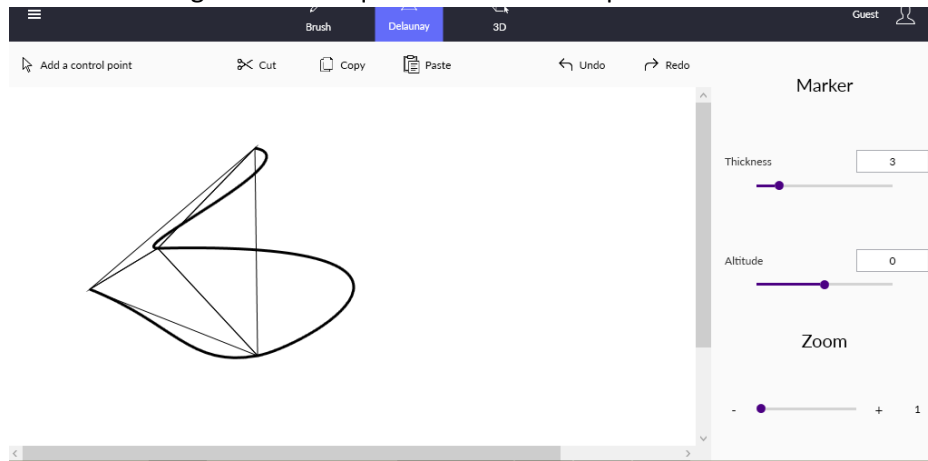 Brush
Delaunay
3D
Guest
Add a control point
Cut
Copy
Paste
Undo
Redo
Marker
Thickness
3
Altitude
0
Zoom
-
+
1